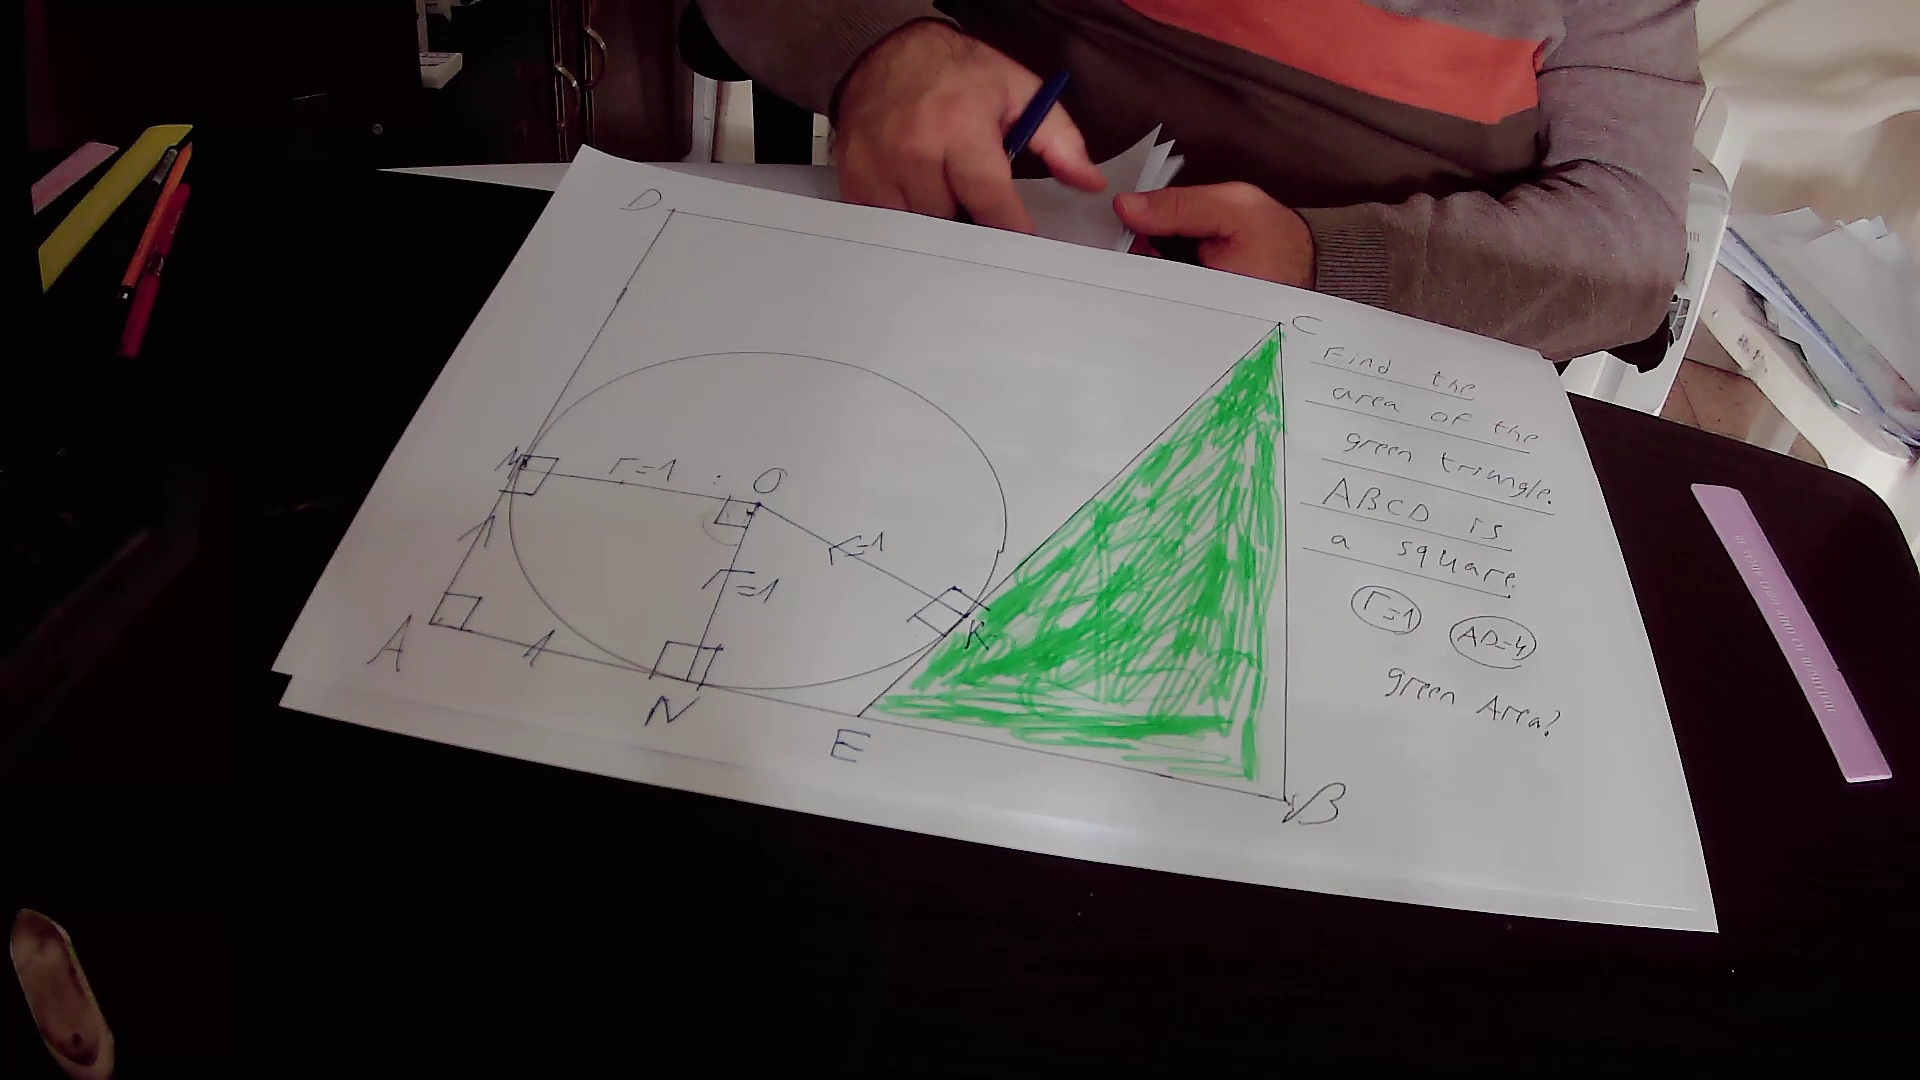 D
C
Find the
area of the
green triangle.
ABCD is
a square.
r=1
AD=4
green Area?
M
r=1
O
r=1
r=1
1
A
1
N
K
E
B